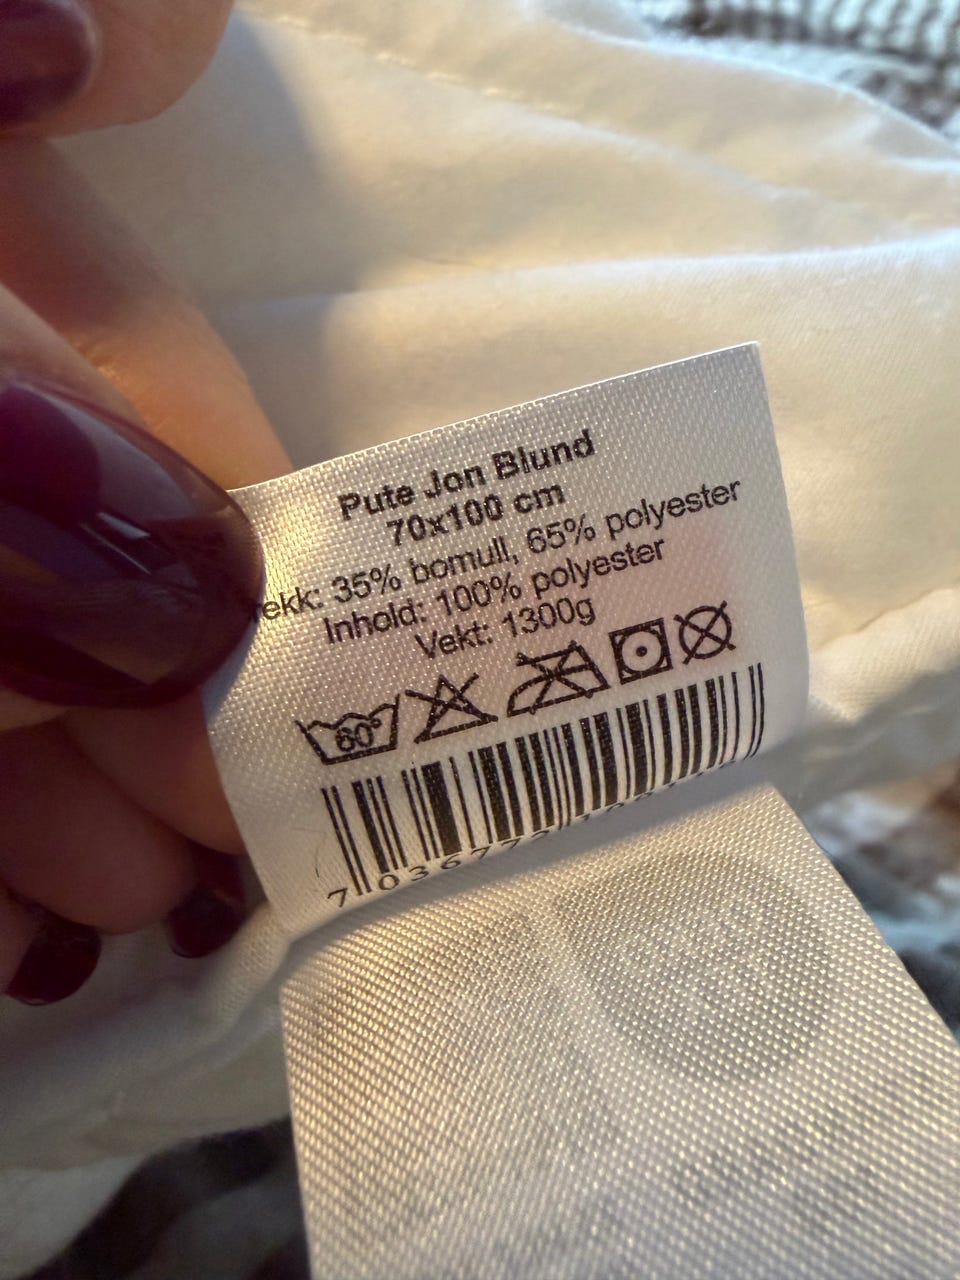 Pute Jon Blund
70x100 cm
35% bomull, 65% polyester
Inhold: 100% polyester
Vekt: 1300g
60°